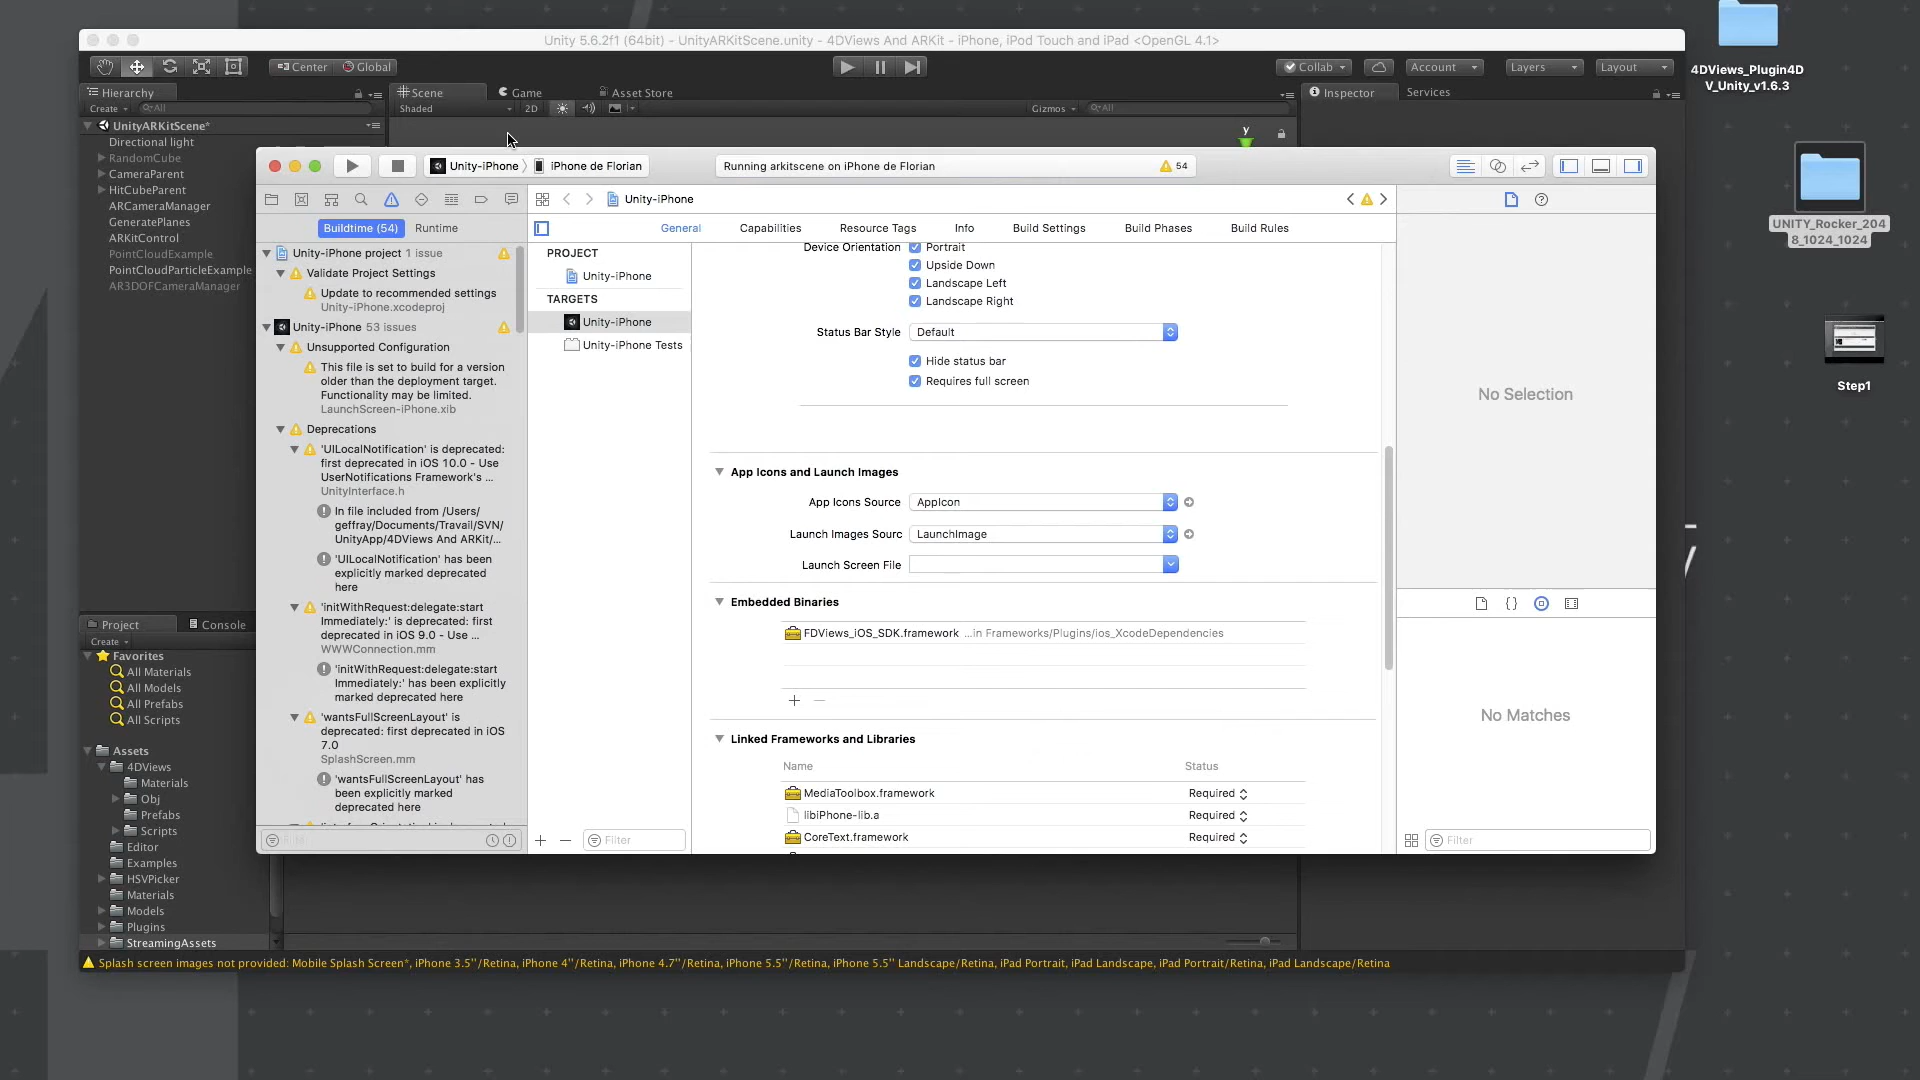 Unity 5.6.2f1 (64bit) - UnityARKitScene.unity - 4DViews And ARKit - iPhone, iPod Touch and iPad <OpenGL 4.1>
Center Global
Collab Account Layers Layout
Hierarchy
Create All
Scene Game Asset Store
Shaded 2D Gizmos All
Inspector Services
UnityARKitScene*
Directional light
RandomCube
CameraParent
HitCubeParent
ARCameraManager
GeneratePlanes
ARKitControl
PointCloudExample
PointCloudParticleExample
AR3DOFCameraManager
y
Unity-iPhone iPhone de Florian
Running arkitscene on iPhone de Florian 54
Unity-iPhone
Buildtime (54) Runtime
General Capabilities Resource Tags Info Build Settings Build Phases Build Rules
Unity-iPhone project 1 issue
Validate Project Settings
Update to recommended settings
Unity-iPhone.xcodeproj
Unity-iPhone 53 issues
Unsupported Configuration
This file is set to build for a version
older than the deployment target.
Functionality may be limited.
LaunchScreen-iPhone.xib
Deprecations
'UILocalNotification' is deprecated:
first deprecated in iOS 10.0 - Use
UserNotifications Framework's ...
UnityInterface.h
In file included from /Users/
geffray/Documents/Travail/SVN/
UnityApp/4DViews And ARKit/...
'UILocalNotification' has been
explicitly marked deprecated
here
'initWithRequest:delegate:start
Immediately:' is deprecated: first
deprecated in iOS 9.0 - Use ...
WWWConnection.mm
'initWithRequest:delegate:start
Immediately:' has been explicitly
marked deprecated here
'wantsFullScreenLayout' is
deprecated: first deprecated in iOS
7.0
SplashScreen.mm
'wantsFullScreenLayout' has
been explicitly marked
deprecated here
PROJECT
Unity-iPhone
TARGETS
Unity-iPhone
Unity-iPhone Tests
Filter
Device Orientation Portrait
Upside Down
Landscape Left
Landscape Right
Status Bar Style Default
Hide status bar
Requires full screen
App Icons and Launch Images
App Icons Source AppIcon
Launch Images Sourc LaunchImage
Launch Screen File
Embedded Binaries
FDViews_iOS_SDK.framework ...in Frameworks/Plugins/ios_XcodeDependencies
Linked Frameworks and Libraries
Name Status
MediaToolbox.framework Required
libiPhone-lib.a Required
CoreText.framework Required
No Selection
No Matches
Filter
Project Console
Create
Favorites
All Materials
All Models
All Prefabs
All Scripts
Assets
4DViews
Materials
Obj
Prefabs
Scripts
Editor
Examples
HSVPicker
Materials
Models
Plugins
StreamingAssets
Splash screen images not provided: Mobile Splash Screen*, iPhone 3.5''/Retina, iPhone 4''/Retina, iPhone 4.7''/Retina, iPhone 5.5''/Retina, iPhone 5.5'' Landscape/Retina, iPad Portrait, iPad Landscape, iPad Portrait/Retina, iPad Landscape/Retina
4DViews_Plugin4D
V_Unity_v1.6.3
UNITY_Rocker_204
8_1024_1024
Step1